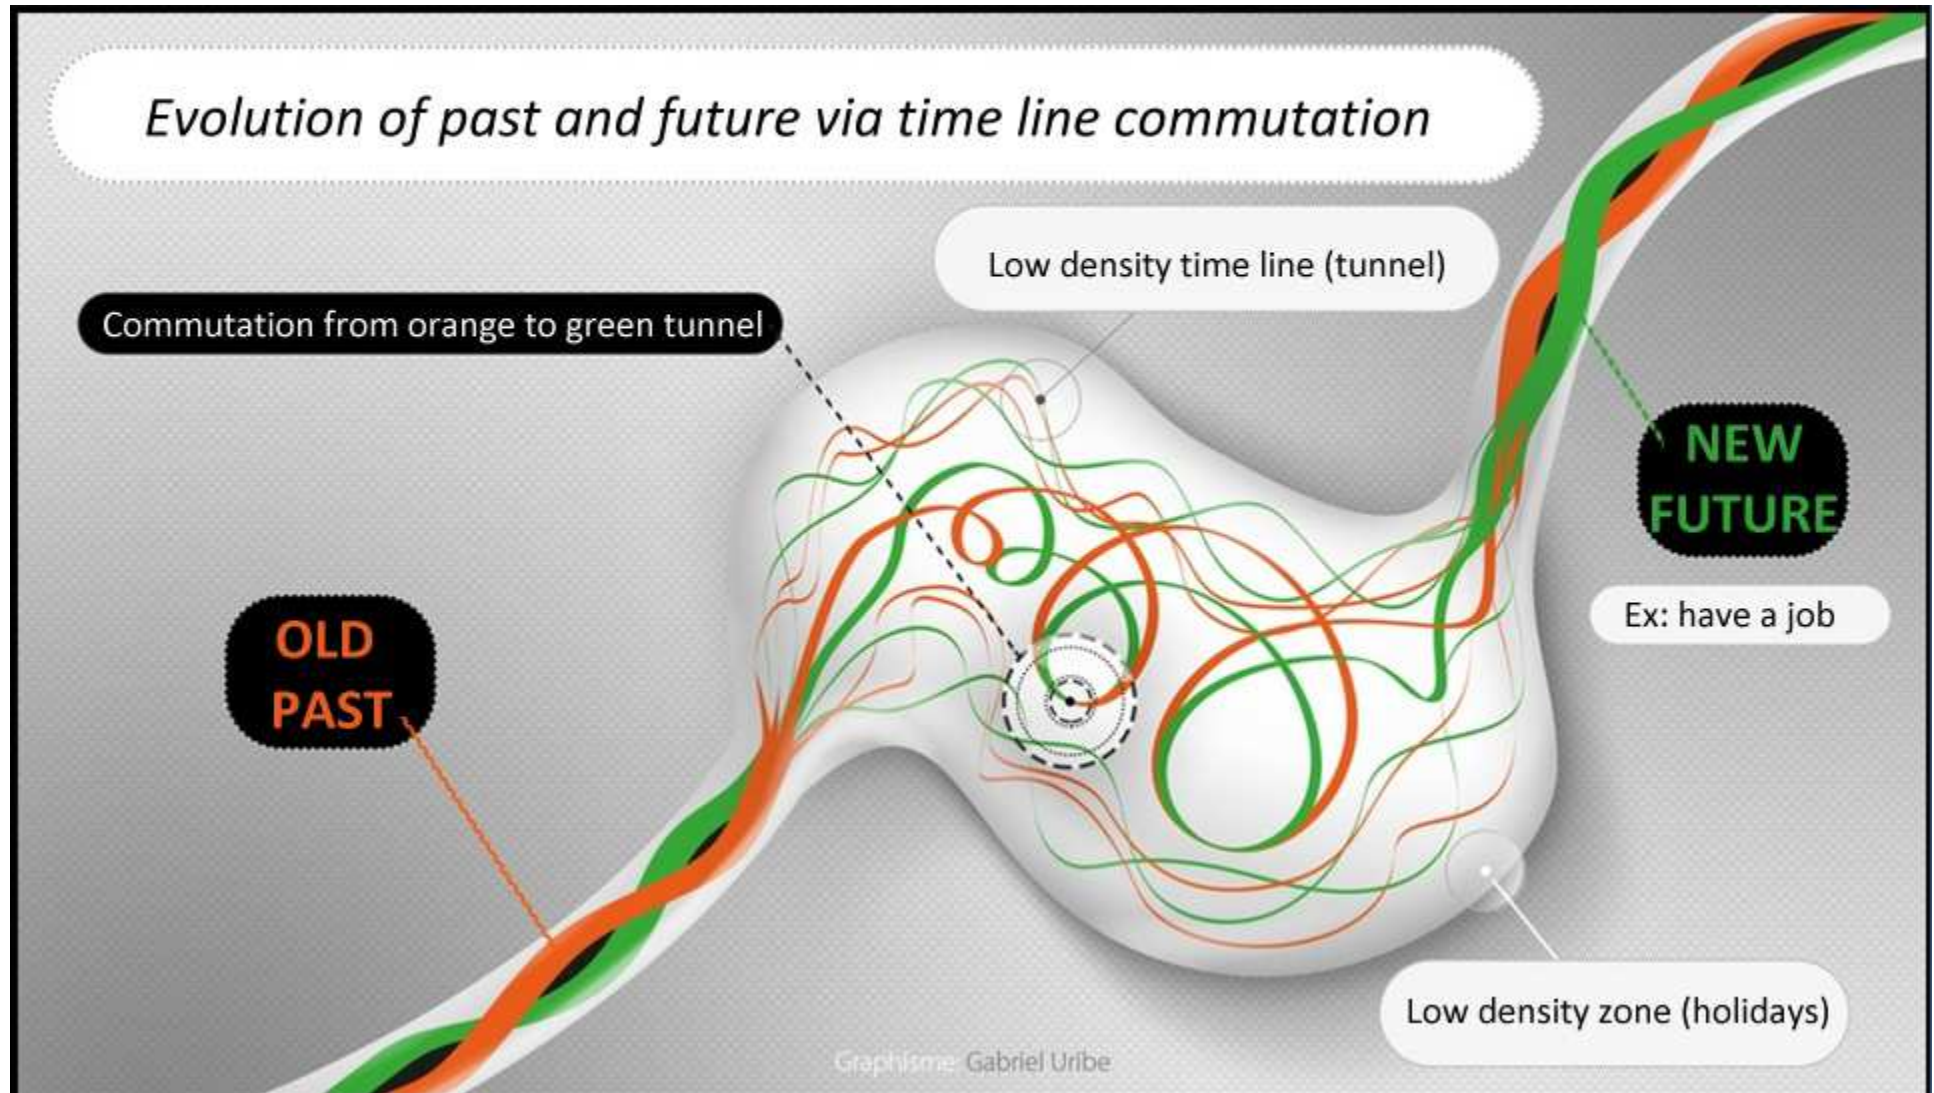 Evolution of past and future via time line commutation
Low density time line (tunnel)
Commutation from orange to green tunnel
NEW
FUTURE
Ex: have a job
OLD
PAST
Low density zone (holidays)
Graphisme: Gabriel Uribe